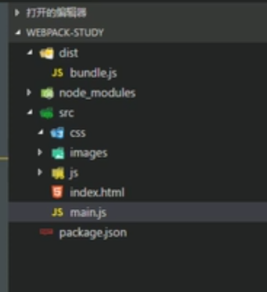 打开的编辑器
WEBPACK-STUDY
dist
JS bundle.js
node_modules
src
css
images
js
index.html
JS main.js
package.json